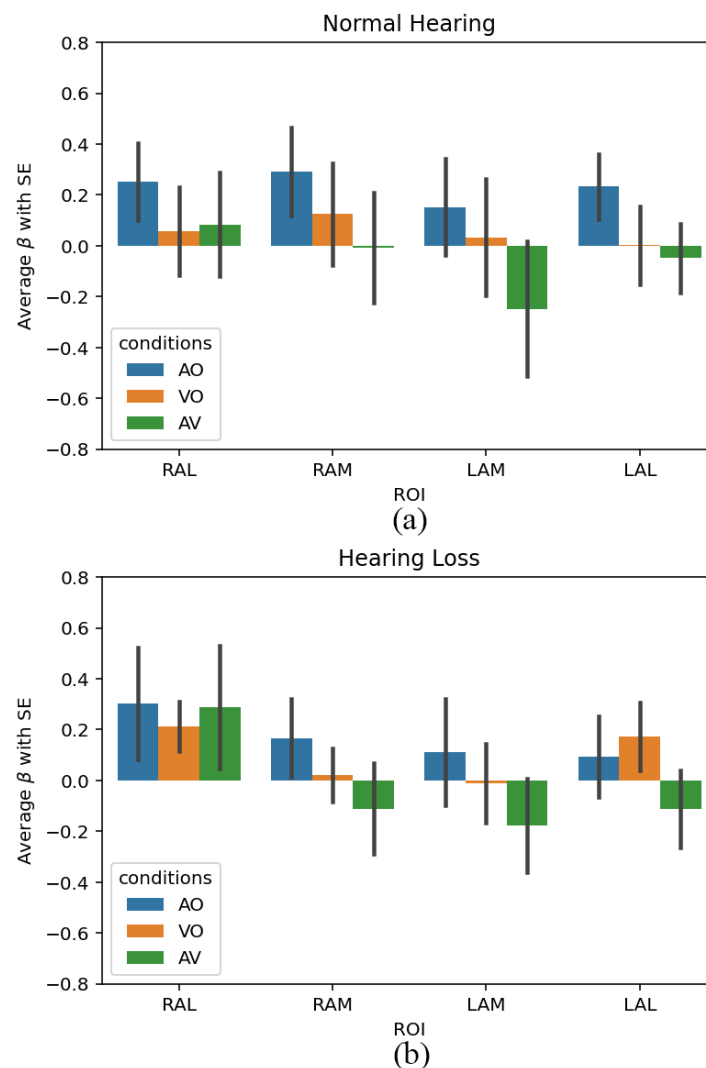 Normal Hearing
Average β with SE
0.8
0.6
0.4
0.2
0.0
−0.2
−0.4
−0.6
−0.8
conditions
AO
VO
AV
RAL RAM LAM LAL
ROI
(a)
Hearing Loss
Average β with SE
0.8
0.6
0.4
0.2
0.0
−0.2
−0.4
−0.6
−0.8
conditions
AO
VO
AV
RAL RAM LAM LAL
ROI
(b)